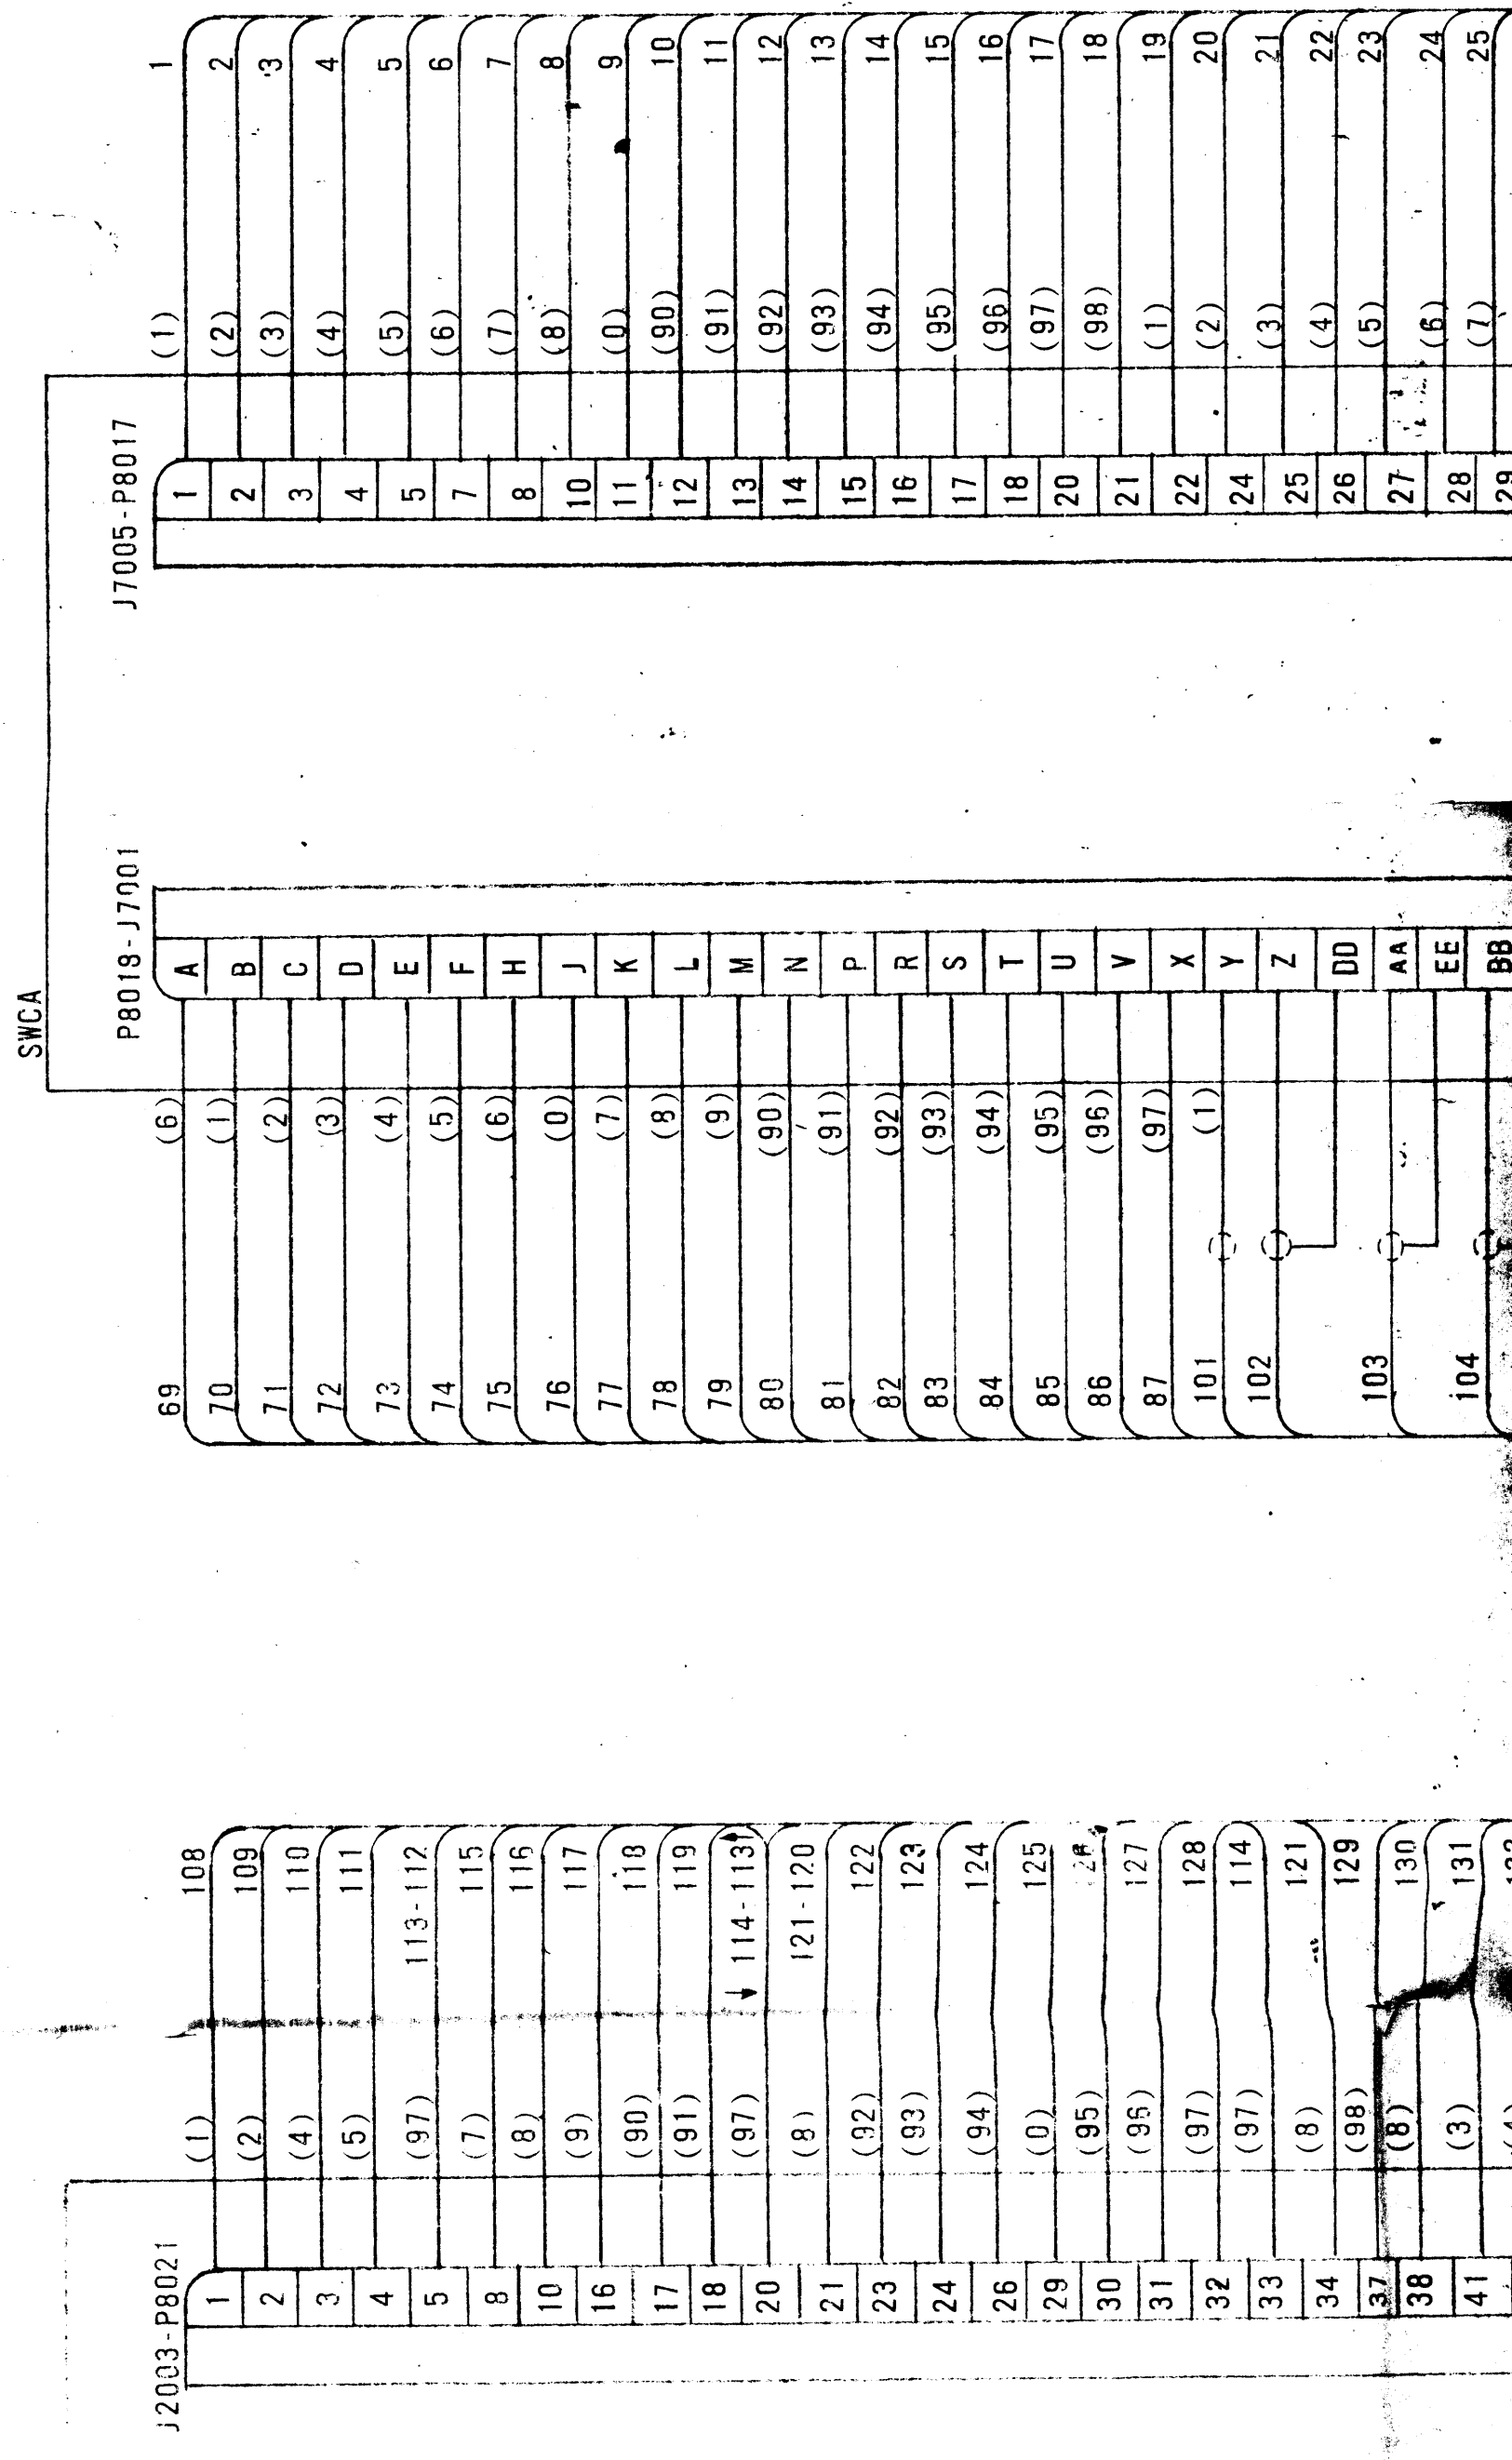 SWCA
J2003-P8021
1 (1) 108
2 (2) 109
3 (4) 110
4 (5) 111
5 (97) 113-112
8 (7) 115
10 (8) 116
16 (9) 117
17 (90) 118
18 (91) 119
20 (97) 114-113
21 (8) 121-120
23 (92) 122
24 (93) 123
26 (94) 124
29 (0) 125
30 (95) 126
31 (96) 127
32 (97) 128
33 (97) 114
34 (8) 121
37 (98) 129
38 (8) 130
41 (3) 131
P8018-J7001
69 (6) A
70 (1) B
71 (2) C
72 (3) D
73 (4) E
74 (5) F
75 (6) H
76 (0) J
77 (7) K
78 (8) L
79 (9) M
80 (90) N
81 (91) P
82 (92) R
83 (93) S
84 (94) T
85 (95) U
86 (96) V
87 (97) X
101 (1) Y
102 Z
DD
103 AA
EE
104 BB
J7005-P8017
1 (1) 1
2 (2) 2
3 (3) 3
4 (4) 4
5 (5) 5
7 (6) 6
8 (7) 7
10 (8) 8
11 (0) 9
12 (90) 10
13 (91) 11
14 (92) 12
15 (93) 13
16 (94) 14
17 (95) 15
18 (96) 16
20 (97) 17
21 (98) 18
22 (1) 19
24 (2) 20
25 (3) 21
26 (4) 22
27 (5) 23
28 (6) 24
29 (7) 25